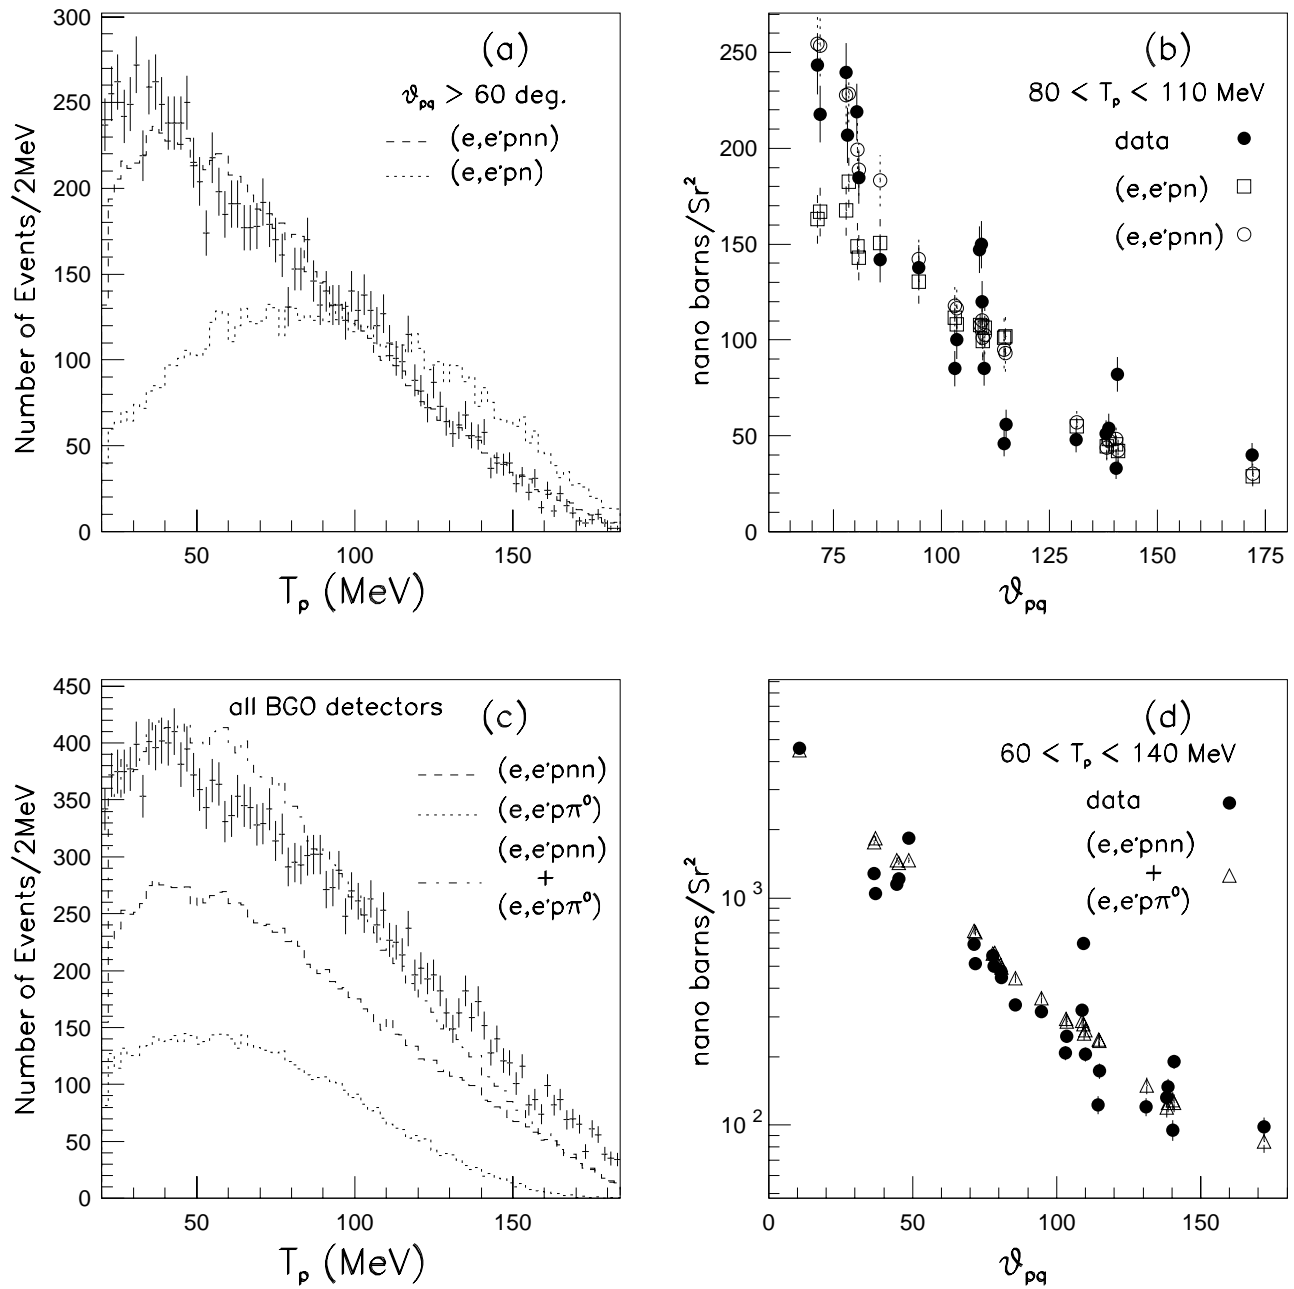 300
250
200
150
100
50
0
Number of Events/2MeV
(a)
ϑpq > 60 deg.
(e,e'pnn)
(e,e'pn)
50 100 150
Tp (MeV)
250
200
150
100
50
0
nano barns/Sr²
(b)
80 < Tp < 110 MeV
data
(e,e'pn)
(e,e'pnn)
75 100 125 150 175
ϑpq
450
400
350
300
250
200
150
100
50
0
Number of Events/2MeV
all BGO detectors
(c)
(e,e'pnn)
(e,e'pπ⁰)
(e,e'pnn)
+
(e,e'pπ⁰)
50 100 150
Tp (MeV)
10³
10²
nano barns/Sr²
(d)
60 < Tp < 140 MeV
data
(e,e'pnn)
+
(e,e'pπ⁰)
0 50 100 150
ϑpq